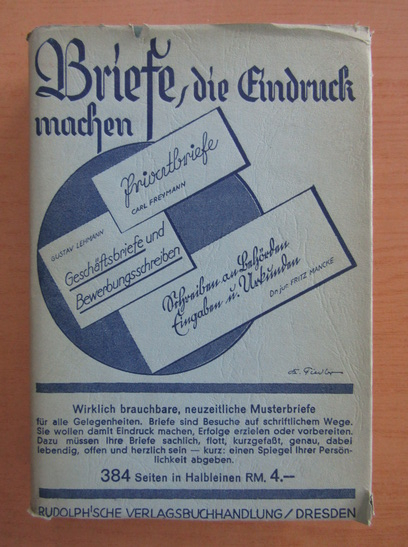 Briefe, die Eindruck
machen
Privatbriefe
CARL FREYMANN
GUSTAV LEHMANN
Geschäftsbriefe und
Bewerbungsschreiben
Schreiben an Behörden
Eingaben u. Urkunden
Dr. jur. FRITZ MANCKE
Wirklich brauchbare, neuzeitliche Musterbriefe
für alle Gelegenheiten. Briefe sind Besuche auf schriftlichem Wege.
Sie wollen damit Eindruck machen, Erfolge erzielen oder vorbereiten.
Dazu müssen Ihre Briefe sachlich, flott, kurzgefaßt, genau, dabei
lebendig, offen und herzlich sein — kurz: einen Spiegel Ihrer Persön-
lichkeit abgeben.
384 Seiten in Halbleinen RM. 4.—
RUDOLPH'SCHE VERLAGSBUCHHANDLUNG / DRESDEN